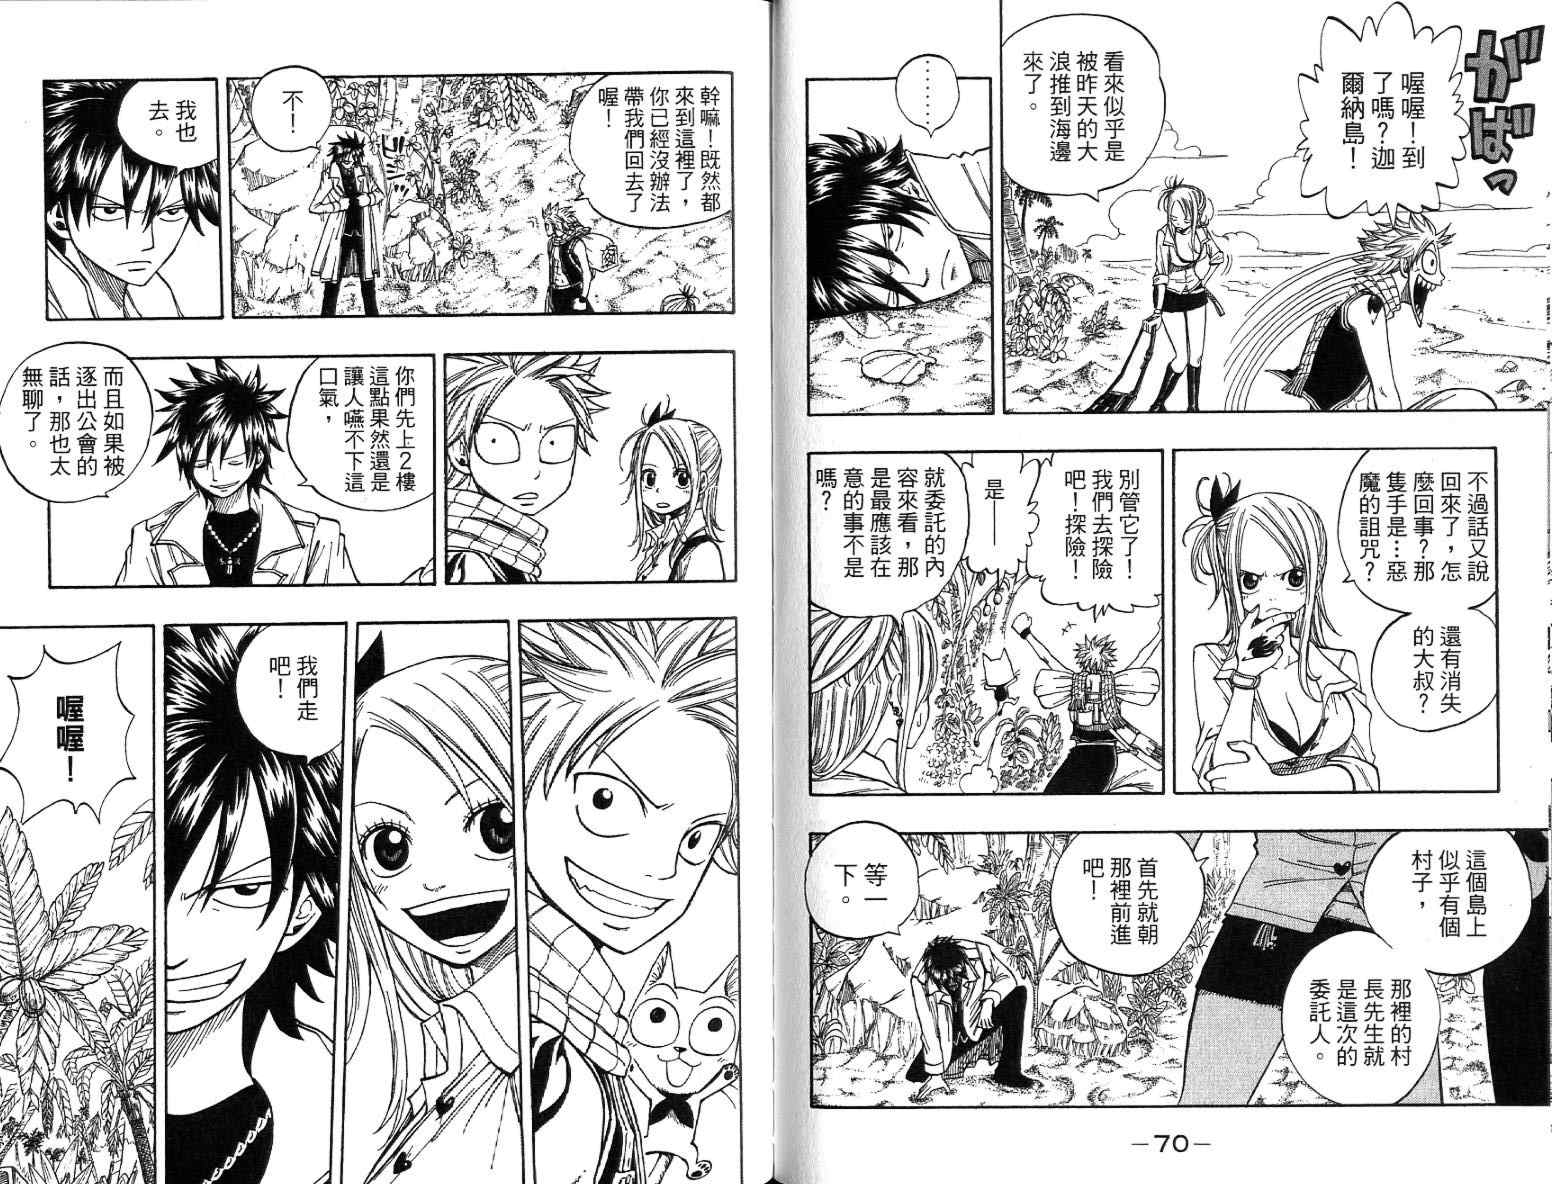 がばっ
喔喔！到
了嗎？迦
爾納島！
看來似乎是
被昨天的大
浪推到海邊
來了。
………
不過話又說
回來了，怎
麼回事？那
隻手是…惡
魔的詛咒？
還有消失
的大叔？
別管它了！
我們去探險
吧！探險！
是——
就委託的內
容來看，那
是最應該在
意的事不是
嗎？
這個島上
似乎有個
村子，
那裡的村
長先生就
是這次的
委託人。
首先就朝
那裡前進
吧！
等一
下。
—70—
幹嘛！既然都
來到這裡了，
你已經沒辦法
帶我們回去了
喔！
不！
我也
去。
你們先上2樓
這點果然還是
讓人嚥不下這
口氣，
而且如果被
逐出公會的
話，那也太
無聊了。
我們走
吧！
喔喔！